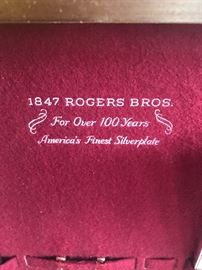 1847 ROGERS BROS.
For Over 100 Years
America's Finest Silverplate